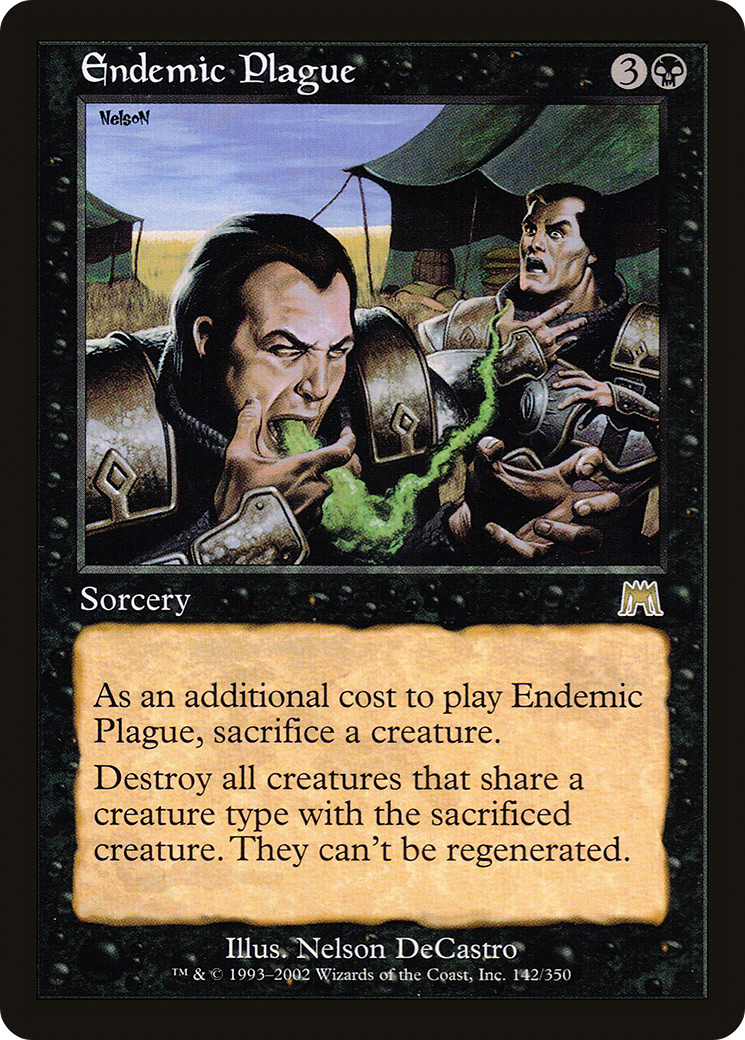 Endemic Plague 3
NelsoN
Sorcery
As an additional cost to play Endemic
Plague, sacrifice a creature.
Destroy all creatures that share a
creature type with the sacrificed
creature. They can't be regenerated.
Illus. Nelson DeCastro
™ & © 1993–2002 Wizards of the Coast, Inc. 142/350